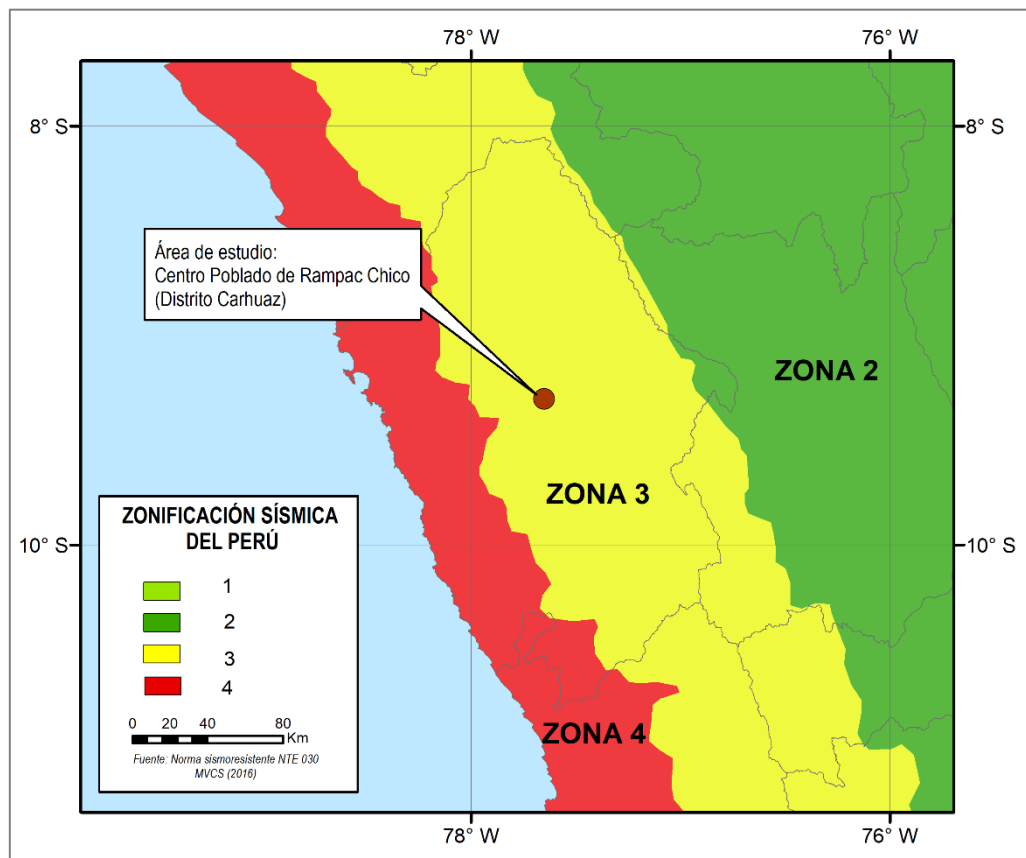 78° W
76° W
8° S
8° S
Área de estudio:
Centro Poblado de Rampac Chico
(Distrito Carhuaz)
ZONA 2
ZONA 3
ZONIFICACIÓN SÍSMICA
DEL PERÚ
10° S
10° S
1
2
3
4
ZONA 4
0 20 40 80
Km
Fuente: Norma sismoresistente NTE 030
MVCS (2016)
78° W
76° W